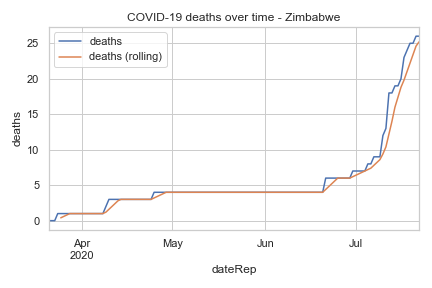 COVID-19 deaths over time - Zimbabwe
deaths
deaths (rolling)
deaths
25
20
15
10
5
0
Apr
2020
May
Jun
Jul
dateRep